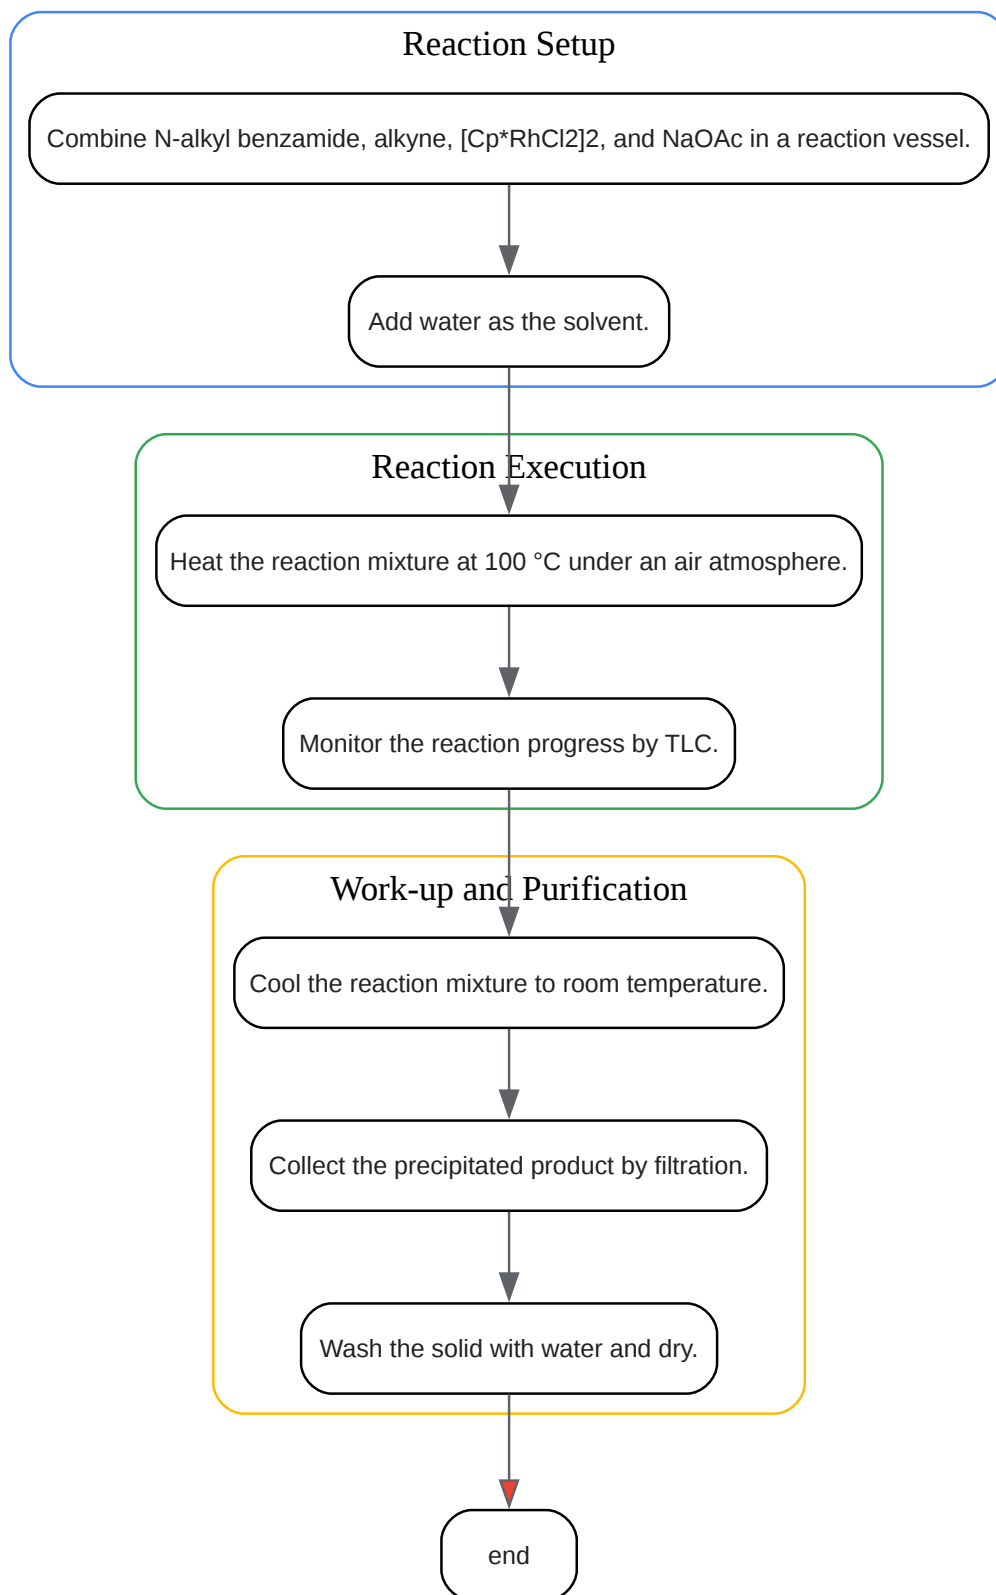 Reaction Setup
Combine N-alkyl benzamide, alkyne, [Cp*RhCl2]2, and NaOAc in a reaction vessel.
Add water as the solvent.
Reaction Execution
Heat the reaction mixture at 100 °C under an air atmosphere.
Monitor the reaction progress by TLC.
Work-up and Purification
Cool the reaction mixture to room temperature.
Collect the precipitated product by filtration.
Wash the solid with water and dry.
end